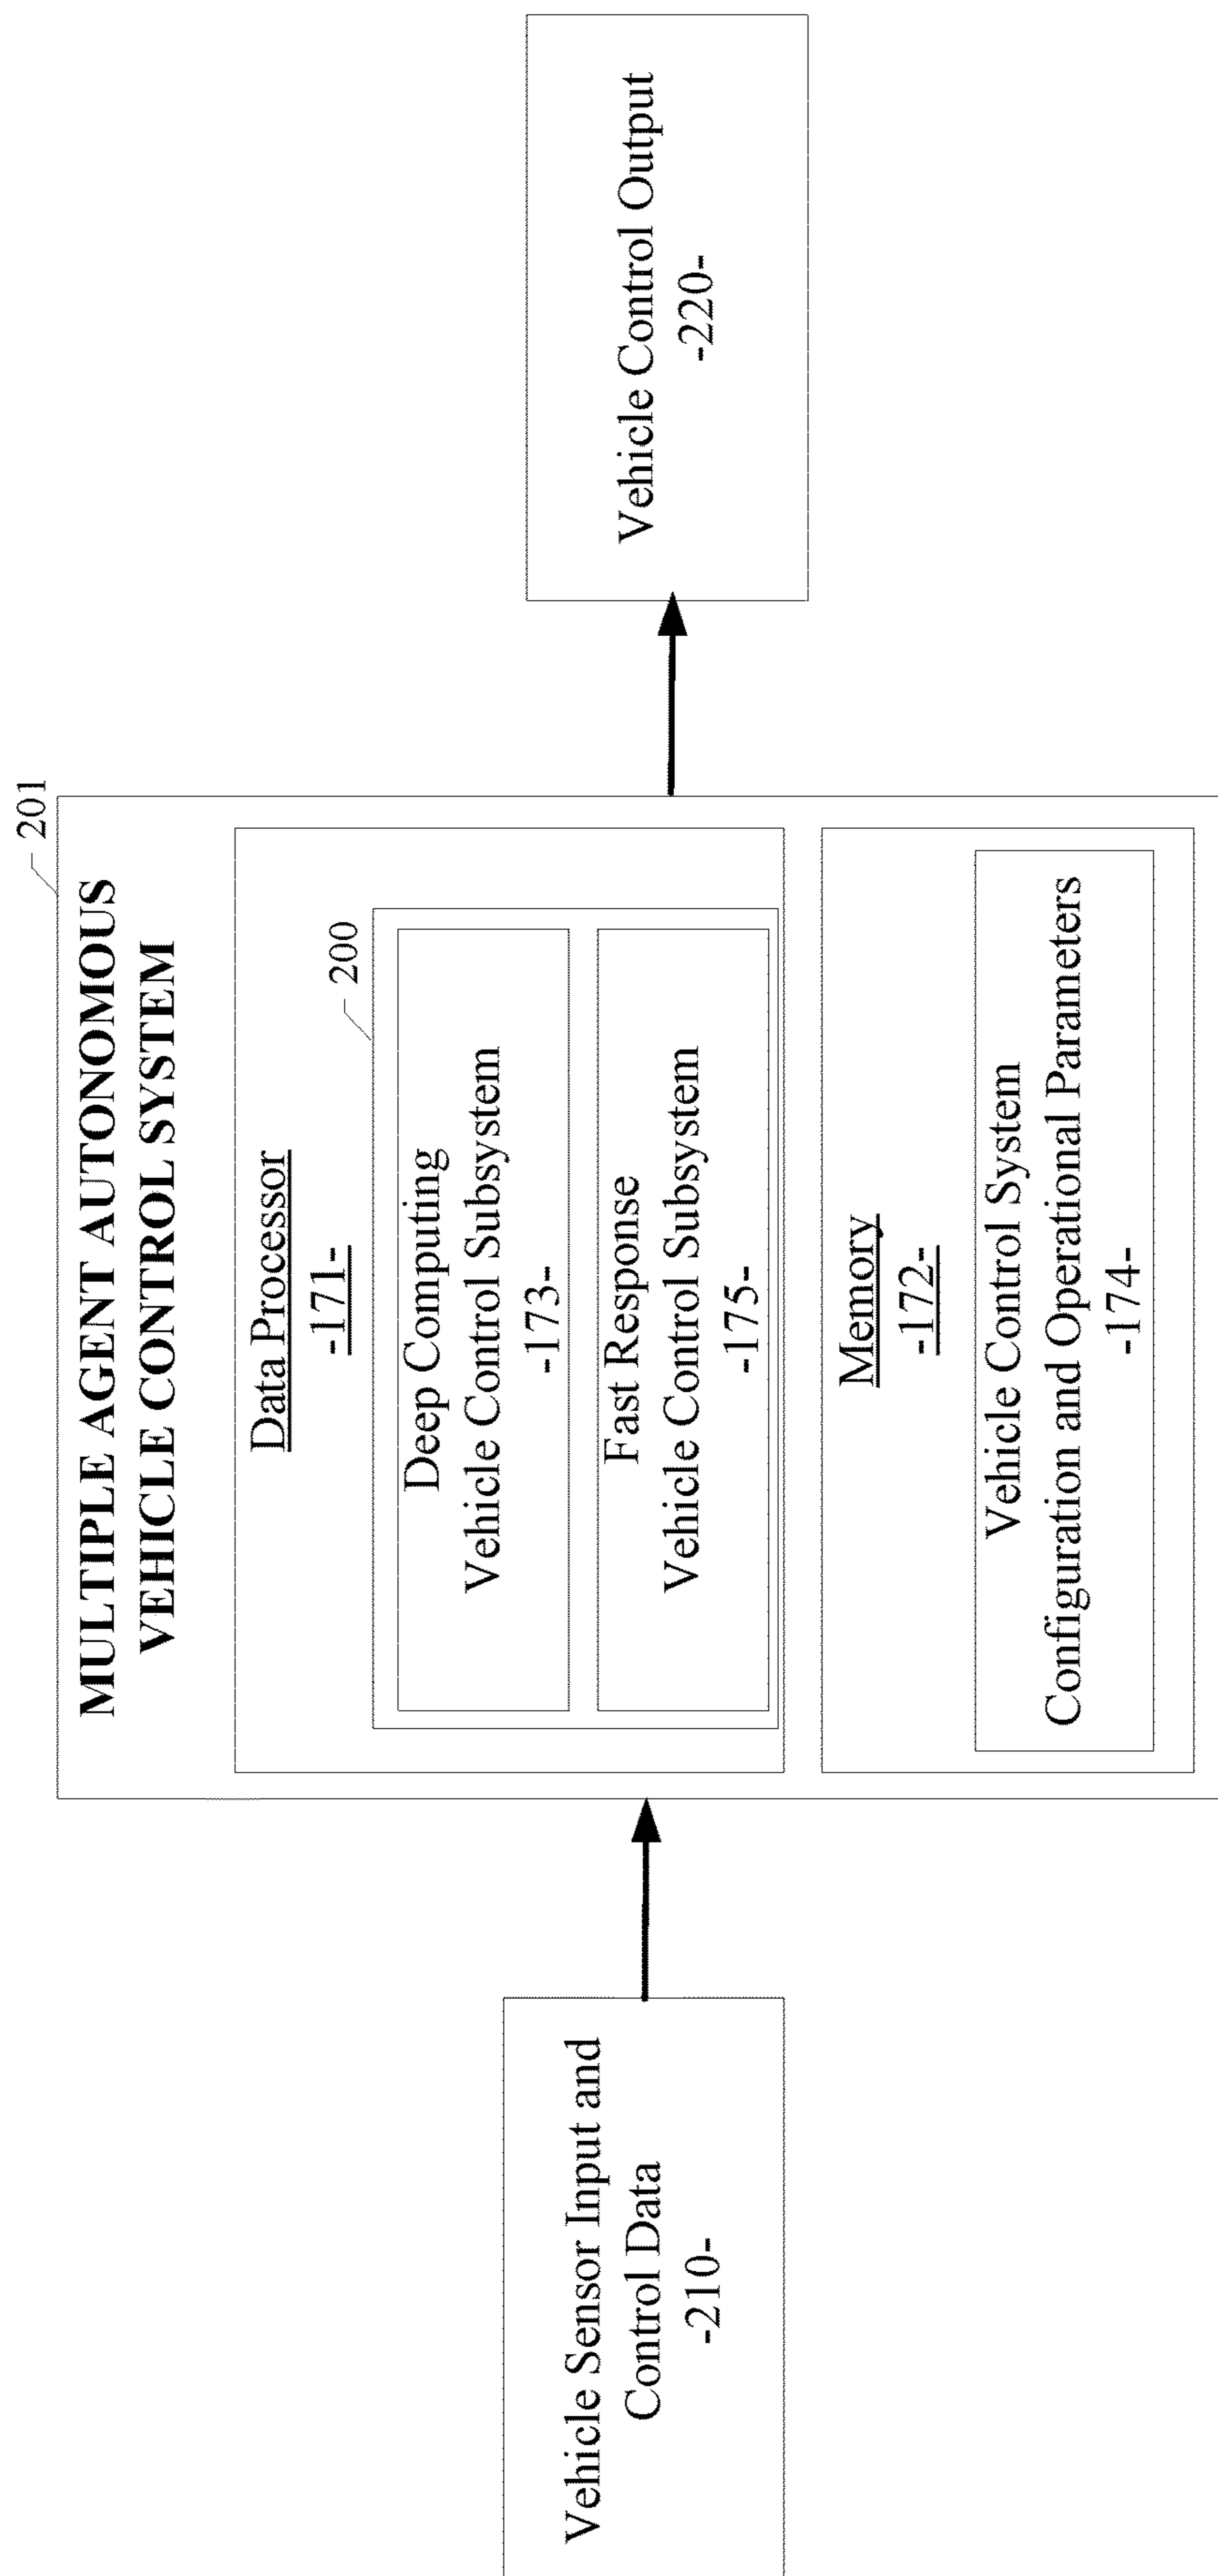 Vehicle Sensor Input and
Control Data
-210-
201
MULTIPLE AGENT AUTONOMOUS
VEHICLE CONTROL SYSTEM
Data Processor
-171-
200
Deep Computing
Vehicle Control Subsystem
-173-
Fast Response
Vehicle Control Subsystem
-175-
Memory
-172-
Vehicle Control System
Configuration and Operational Parameters
-174-
Vehicle Control Output
-220-